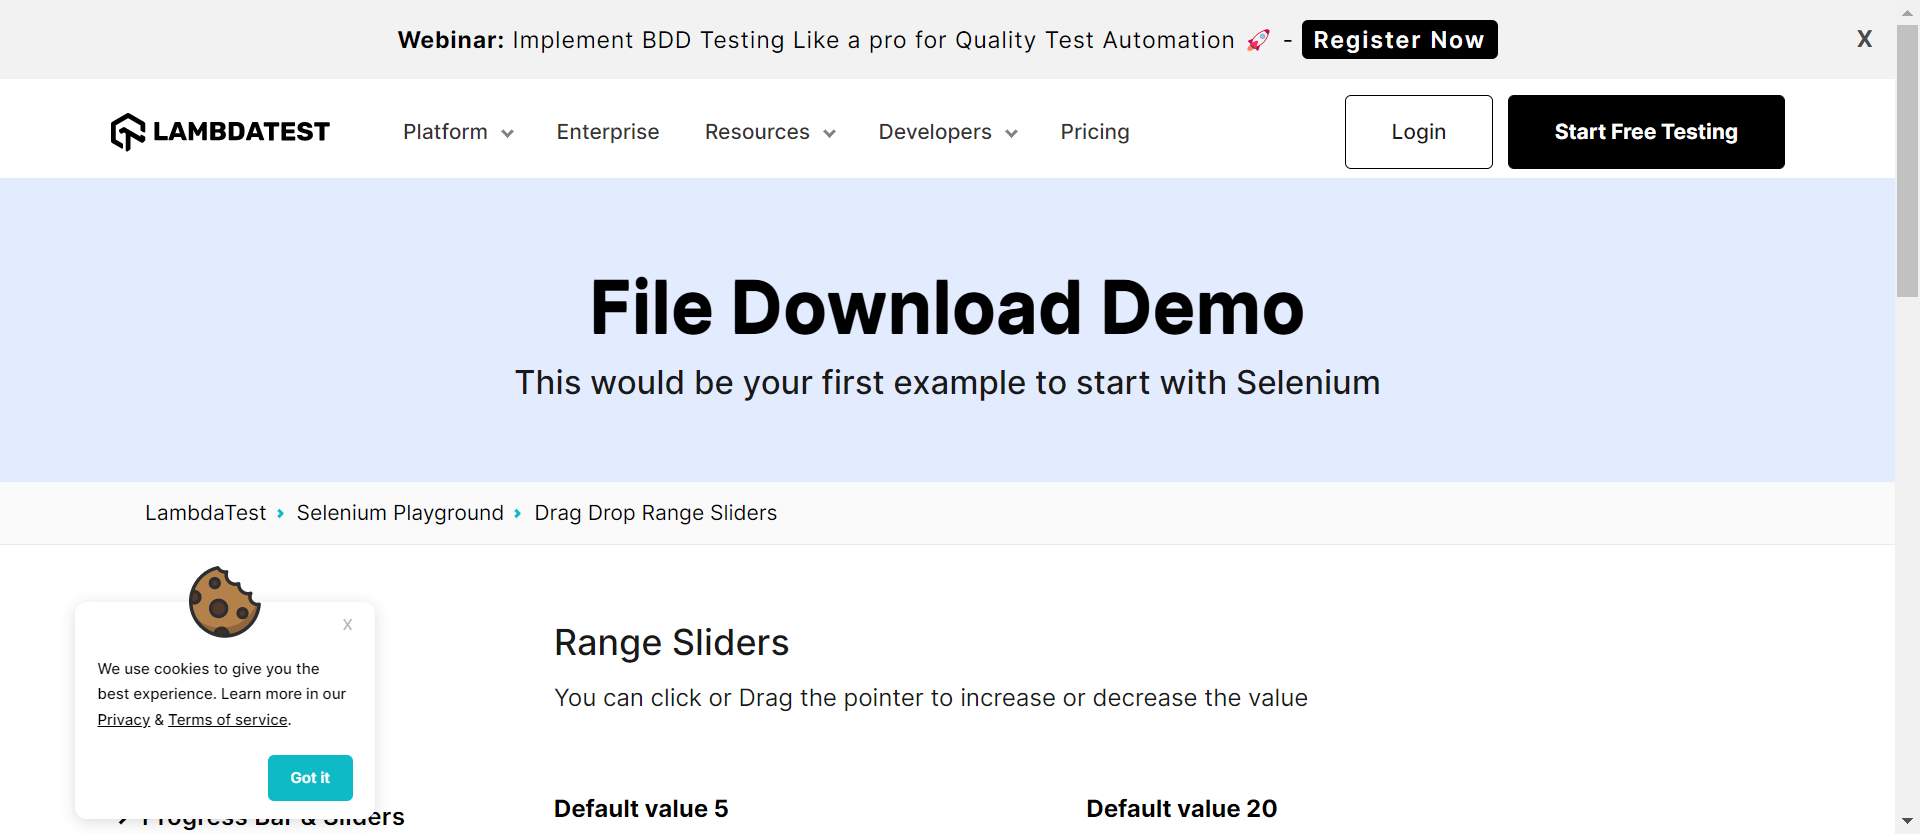 Webinar: Implement BDD Testing Like a pro for Quality Test Automation 🚀 - Register Now
X
LAMBDATEST
Platform
Enterprise
Resources
Developers
Pricing
Login
Start Free Testing
File Download Demo
This would be your first example to start with Selenium
LambdaTest › Selenium Playground › Drag Drop Range Sliders
X
We use cookies to give you the
best experience. Learn more in our
Privacy & Terms of service.
Got it
Range Sliders
You can click or Drag the pointer to increase or decrease the value
Progress Bar & Sliders
Default value 5
Default value 20